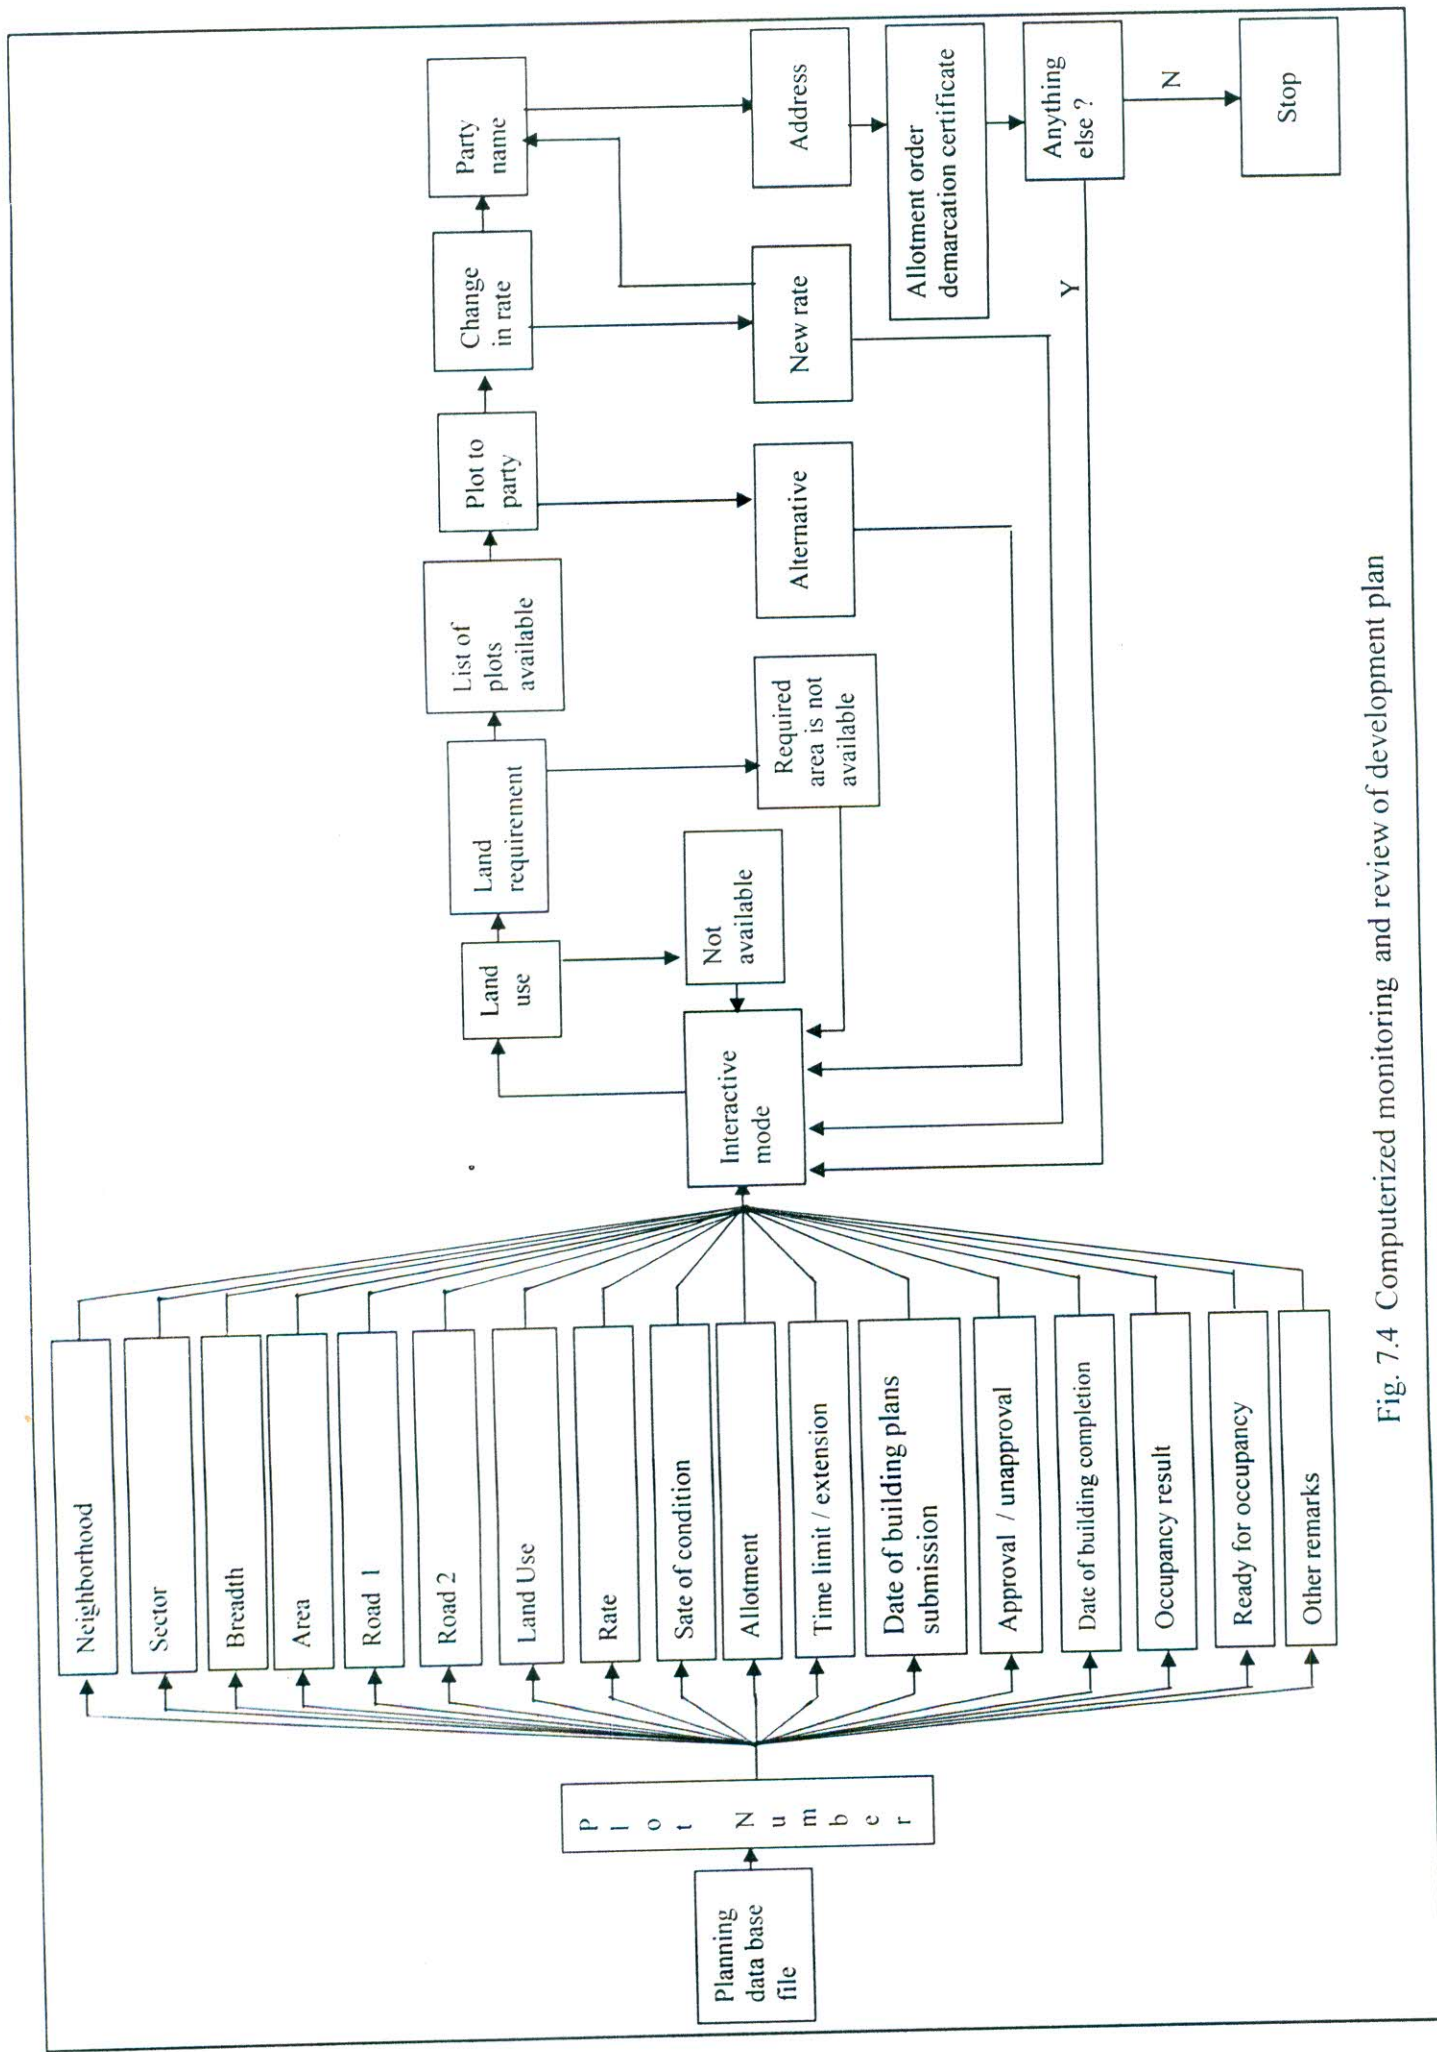 Planning
data base
file
Plot Number
Neighborhood
Sector
Breadth
Area
Road 1
Road 2
Land Use
Rate
Sate of condition
Allotment
Time limit / extension
Date of building plans
submission
Approval / unapproval
Date of building completion
Occupancy result
Ready for occupancy
Other remarks
Interactive
mode
Land
use
Not
available
Land
requirement
Required
area is not
available
List of
plots
available
Plot to
party
Alternative
Change
in rate
New rate
Party
name
Address
Allotment order
demarcation certificate
Anything
else ?
Y
N
Stop
Fig. 7.4 Computerized monitoring and review of development plan